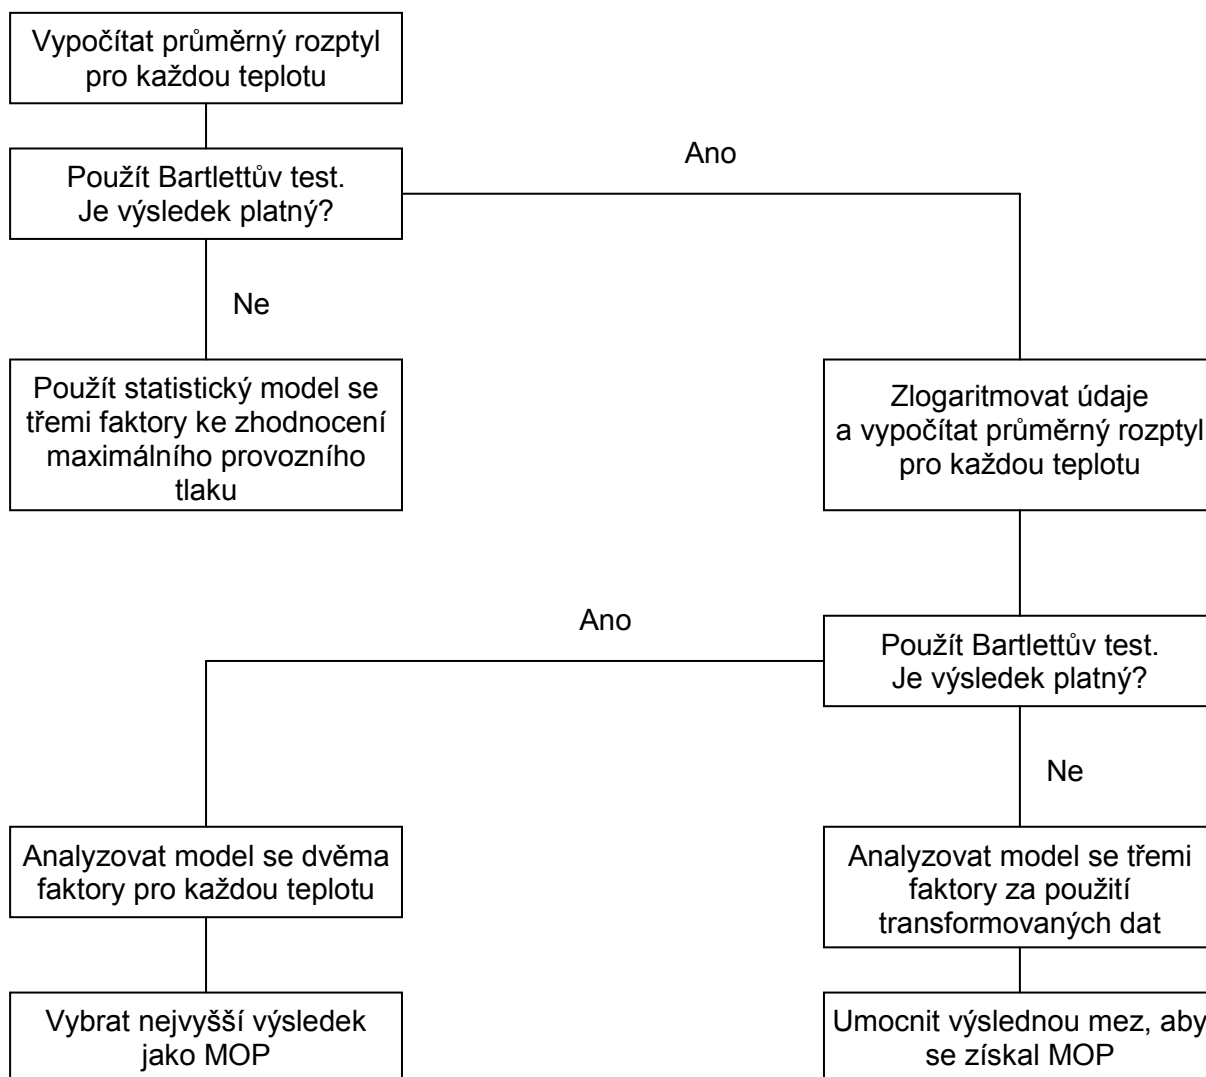 Vypočítat průměrný rozptyl
pro každou teplotu
Použít Bartlettův test.
Je výsledek platný?
Ano
Ne
Použít statistický model se
třemi faktory ke zhodnocení
maximálního provozního
tlaku
Zlogaritmovat údaje
a vypočítat průměrný rozptyl
pro každou teplotu
Ano
Použít Bartlettův test.
Je výsledek platný?
Ne
Analyzovat model se dvěma
faktory pro každou teplotu
Analyzovat model se třemi
faktory za použití
transformovaných dat
Vybrat nejvyšší výsledek
jako MOP
Umocnit výslednou mez, aby
se získal MOP